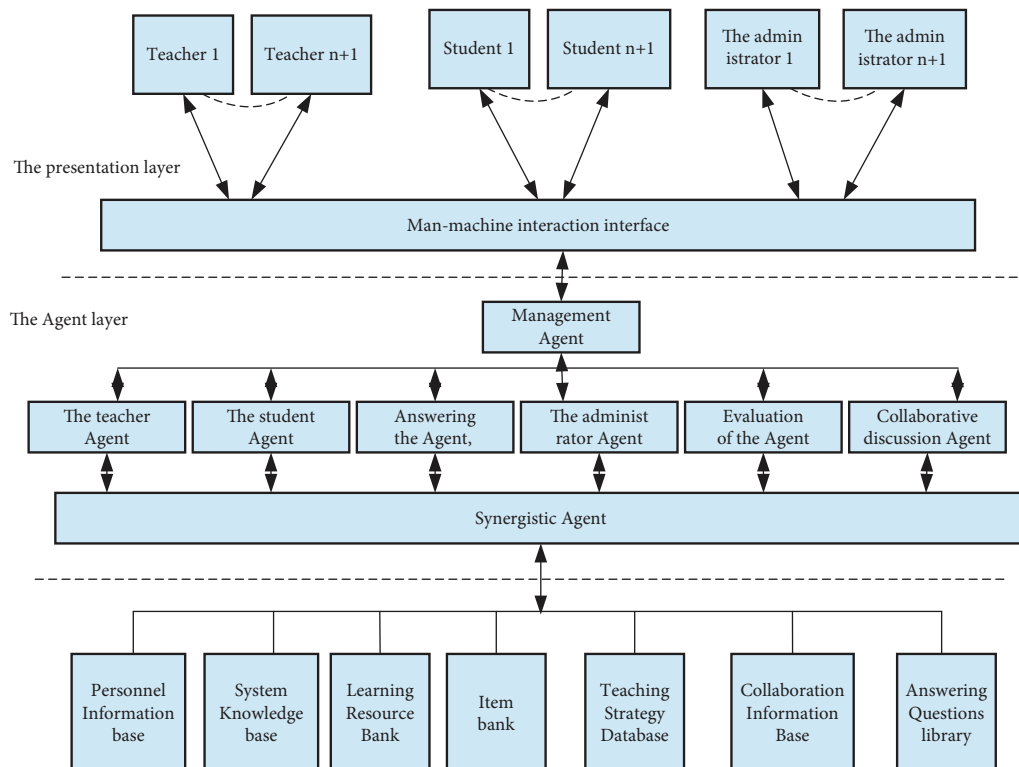 Teacher 1
Teacher n+1
Student 1
Student n+1
The admin
istrator 1
The admin
istrator n+1
The presentation layer
Man-machine interaction interface
The Agent layer
Management
Agent
The teacher
Agent
The student
Agent
Answering
the Agent,
The administ
rator Agent
Evaluation
of the Agent
Collaborative
discussion Agent
Synergistic Agent
Personnel
Information
base
System
Knowledge
base
Learning
Resource
Bank
Item
bank
Teaching
Strategy
Database
Collaboration
Information
Base
Answering
Questions
library